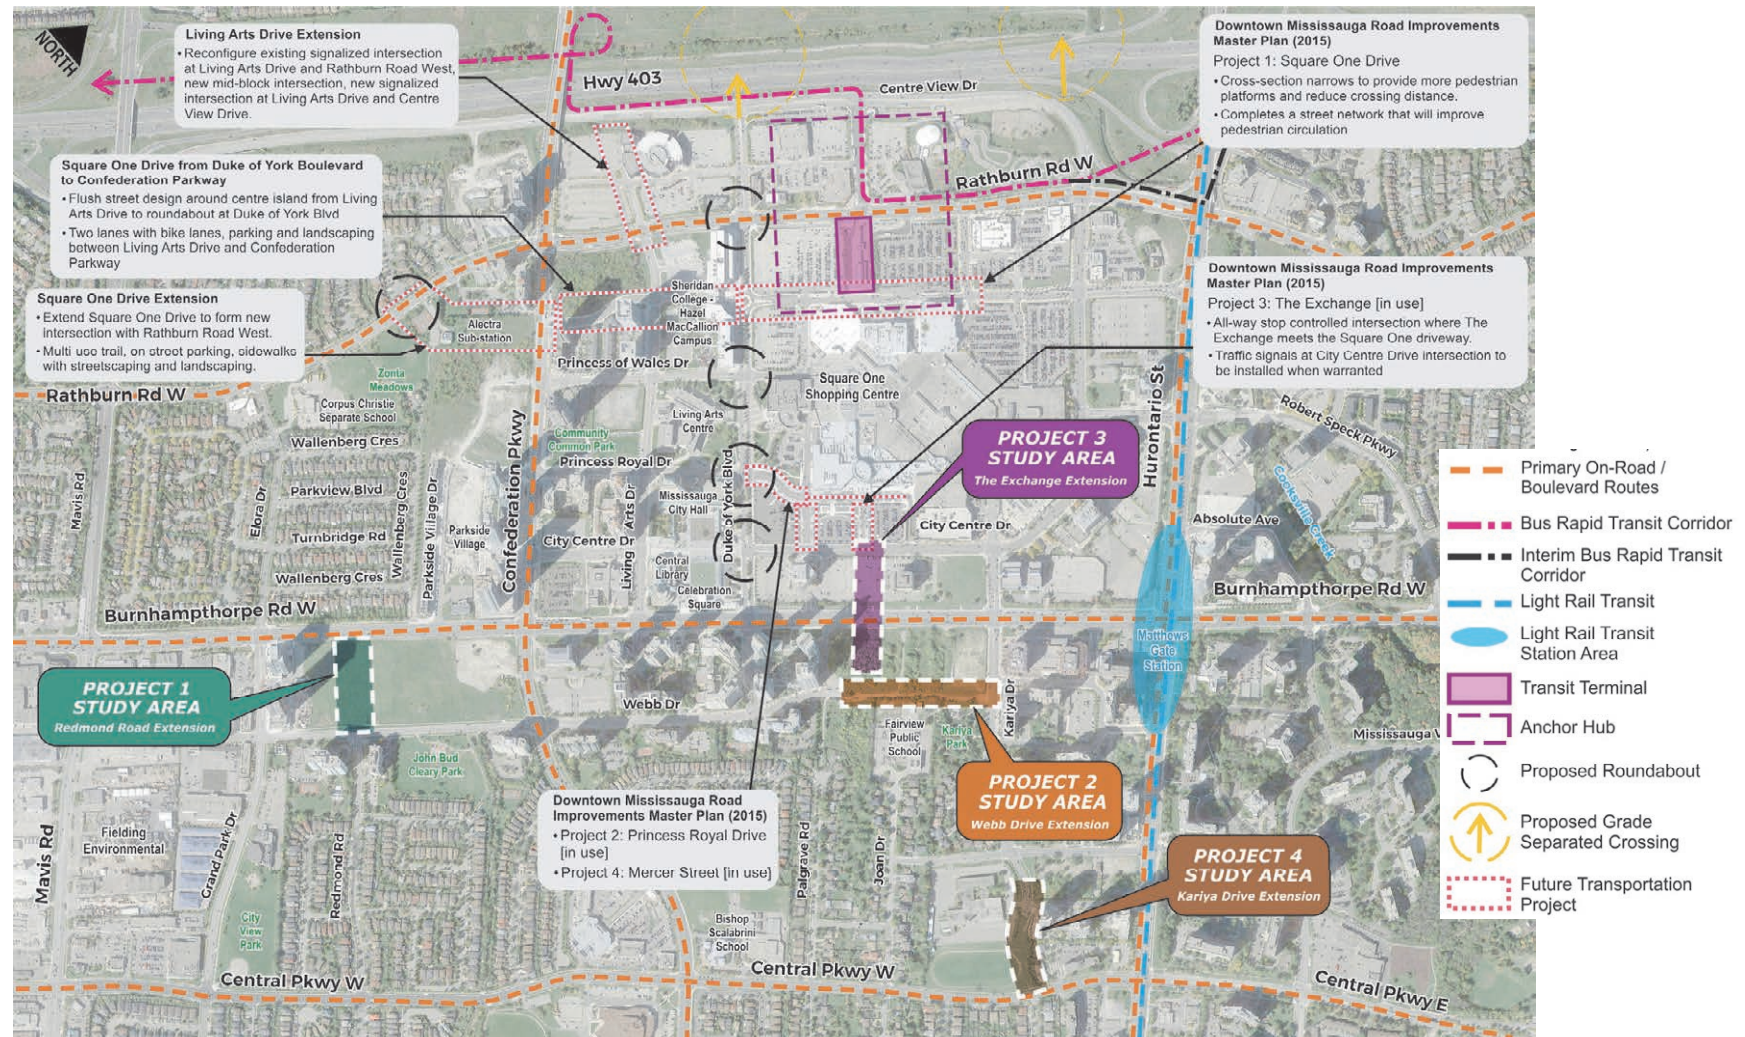 NORTH
Living Arts Drive Extension
•Reconfigure existing signalized intersection
at Living Arts Drive and Rathburn Road West,
new mid-block intersection, new signalized
intersection at Living Arts Drive and Centre
View Drive.
Hwy 403
Centre View Dr
Downtown Mississauga Road Improvements
Master Plan (2015)
Project 1: Square One Drive
•Cross-section narrows to provide more pedestrian
platforms and reduce crossing distance.
•Completes a street network that will improve
pedestrian circulation
Square One Drive from Duke of York Boulevard
to Confederation Parkway
•Flush street design around centre island from Living
Arts Drive to roundabout at Duke of York Blvd
•Two lanes with bike lanes, parking and landscaping
between Living Arts Drive and Confederation
Parkway
Rathburn Rd W
Square One Drive Extension
•Extend Square One Drive to form new
intersection with Rathburn Road West.
-Multi use trail, on street parking, sidewalks
with streetscaping and landscaping.
Alectra
Sub-station
Sheridan
College -
Hazel
MacCallion
Campus
Downtown Mississauga Road Improvements
Master Plan (2015)
Project 3: The Exchange [in use]
•All-way stop controlled intersection where The
Exchange meets the Square One driveway.
•Traffic signals at City Centre Drive intersection to
be installed when warranted
Princess of Wales Dr
Zonta
Meadows
Square One
Shopping Centre
Rathburn Rd W
Corpus Christie
Separate School
Living Arts
Centre
Hurontario St
Robert Speck Pkwy
Wallenberg Cres
Confederation Pkwy
Community
Common Park
Princess Royal Dr
PROJECT 3
STUDY AREA
The Exchange Extension
Mavis Rd
Elora Dr
Parkview Blvd
Wallenberg Cres
Parkside Village Dr
Living Arts Dr
Mississauga
City Hall
Duke of York Blvd
City Centre Dr
Absolute Ave
Cooksville Creek
Turnbridge Rd
Parkside
Village
City Centre Dr
Central
Library
Wallenberg Cres
Celebration
Square
Burnhampthorpe Rd W
Burnhampthorpe Rd W
Matthews
Gate
Station
PROJECT 1
STUDY AREA
Redmond Road Extension
Webb Dr
Kariya Dr
Fairview
Public
School
Kariya
Park
Mississauga V
John Bud
Cleary Park
PROJECT 2
STUDY AREA
Webb Drive Extension
Downtown Mississauga Road
Improvements Master Plan (2015)
•Project 2: Princess Royal Drive
[in use]
•Project 4: Mercer Street [in use]
Mavis Rd
Fielding
Environmental
Grand Park Dr
Redmond Rd
Palgrave Rd
Joan Dr
PROJECT 4
STUDY AREA
Kariya Drive Extension
City
View
Park
Bishop
Scalabrini
School
Central Pkwy W
Central Pkwy W
Central Pkwy E
Primary On-Road /
Boulevard Routes
Bus Rapid Transit Corridor
Interim Bus Rapid Transit
Corridor
Light Rail Transit
Light Rail Transit
Station Area
Transit Terminal
Anchor Hub
Proposed Roundabout
Proposed Grade
Separated Crossing
Future Transportation
Project